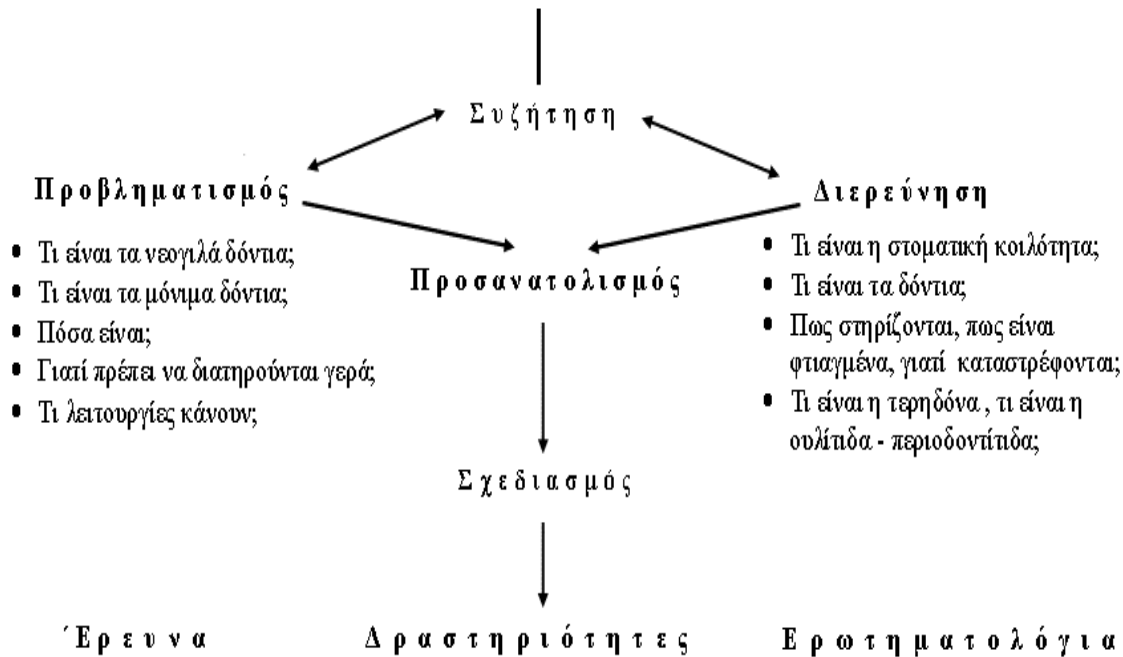 Συζήτηση
Προβληματισμός
• Τι είναι τα νεογιλά δόντια;
• Τι είναι τα μόνιμα δόντια;
• Πόσα είναι;
• Γιατί πρέπει να διατηρούνται γερά;
• Τι λειτουργίες κάνουν;
Διερεύνηση
• Τι είναι η στοματική κοιλότητα;
• Τι είναι τα δόντια;
• Πως στηρίζονται, πως είναι
φτιαγμένα, γιατί καταστρέφονται;
• Τι είναι η τερηδόνα , τι είναι η
ουλίτιδα - περιοδοντίτιδα;
Προσανατολισμός
Σχεδιασμός
Έρευνα
Δραστηριότητες
Ερωτηματολόγια